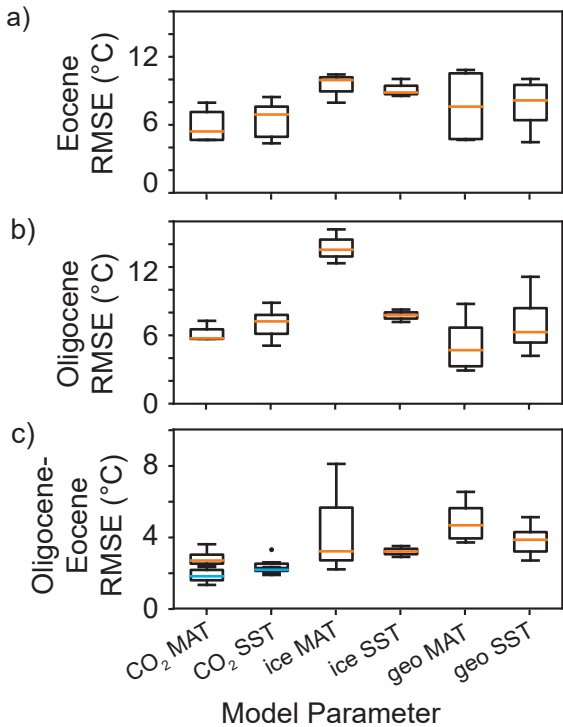 a)
Eocene
RMSE (°C)
12
6
0
b)
Oligocene
RMSE (°C)
12
6
0
c)
Oligocene-
Eocene
RMSE (°C)
8
4
0
CO₂ MAT
CO₂ SST
ice MAT
ice SST
geo MAT
geo SST
Model Parameter